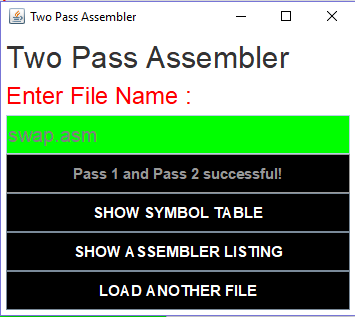 Two Pass Assembler
Two Pass Assembler
Enter File Name :
swap.asm
Pass 1 and Pass 2 successful!
SHOW SYMBOL TABLE
SHOW ASSEMBLER LISTING
LOAD ANOTHER FILE